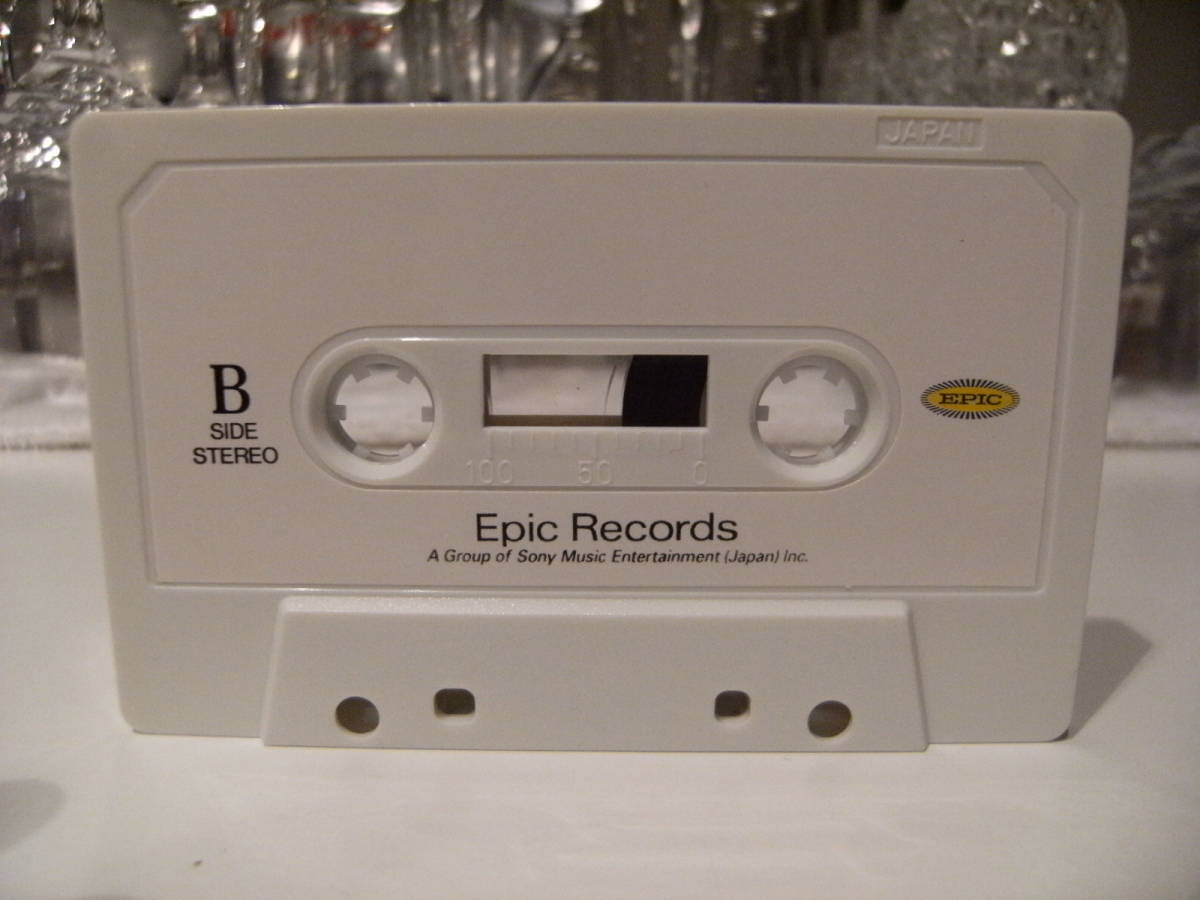 JAPAN
B
SIDE
STEREO
EPIC
100 50 0
Epic Records
A Group of Sony Music Entertainment (Japan) Inc.